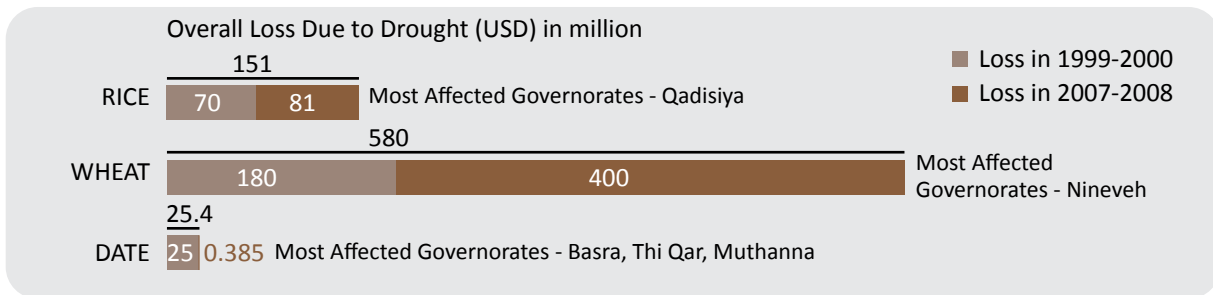 Overall Loss Due to Drought (USD) in million
Loss in 1999-2000
Loss in 2007-2008
151
RICE
70
81
Most Affected Governorates - Qadisiya
580
WHEAT
180
400
Most Affected
Governorates - Nineveh
25.4
DATE
25
0.385
Most Affected Governorates - Basra, Thi Qar, Muthanna